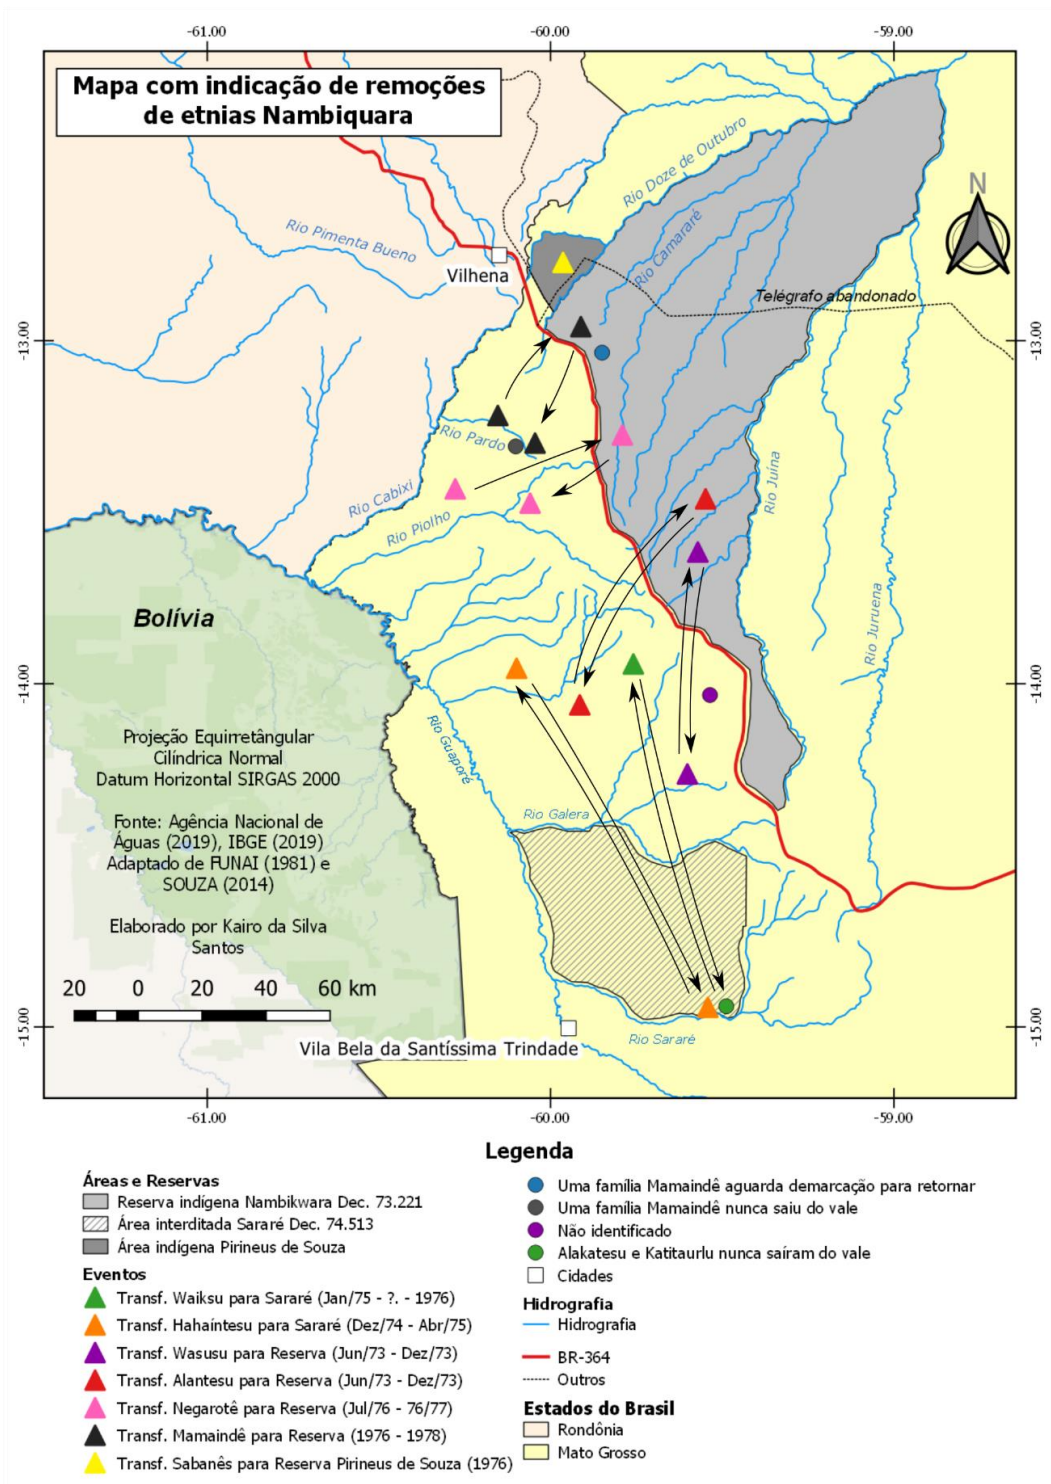 -61.00
-60.00
-59.00
Mapa com indicação de remoções
de etnias Nambiquara
Rio Doze de Outubro
N
Rio Pimenta Bueno
Rio Camararé
Vilhena
Telégrafo abandonado
-13.00
-13.00
Rio Pardo
Rio Cabixi
Rio Juína
Rio Piolho
Bolívia
Rio Juruena
-14.00
-14.00
Rio Guaporé
Projeção Equirretângular
Cilíndrica Normal
Datum Horizontal SIRGAS 2000
Rio Galera
Fonte: Agência Nacional de
Águas (2019), IBGE (2019)
Adaptado de FUNAI (1981) e
SOUZA (2014)
Elaborado por Kairo da Silva
Santos
20 0 20 40 60 km
-15.00
-15.00
Rio Sararé
Vila Bela da Santíssima Trindade
-61.00
-60.00
-59.00
Legenda
Áreas e Reservas
Reserva indígena Nambikwara Dec. 73.221
Área interditada Sararé Dec. 74.513
Área indígena Pirineus de Souza
Eventos
Transf. Waiksu para Sararé (Jan/75 - ?. - 1976)
Transf. Hahaíntesu para Sararé (Dez/74 - Abr/75)
Transf. Wasusu para Reserva (Jun/73 - Dez/73)
Transf. Alantesu para Reserva (Jun/73 - Dez/73)
Transf. Negarotê para Reserva (Jul/76 - 76/77)
Transf. Mamaindê para Reserva (1976 - 1978)
Transf. Sabanês para Reserva Pirineus de Souza (1976)
Uma família Mamaindê aguarda demarcação para retornar
Uma família Mamaindê nunca saiu do vale
Não identificado
Alakatesu e Katitaurlu nunca saíram do vale
Cidades
Hidrografia
Hidrografia
BR-364
Outros
Estados do Brasil
Rondônia
Mato Grosso